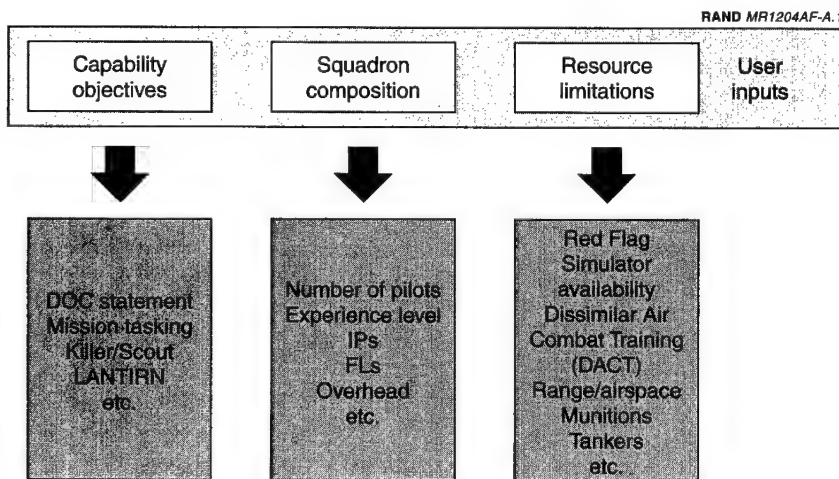 RAND MR1204AF-A.
Capability
objectives
Squadron
composition
Resource
limitations
User
inputs
DOC statement
Mission-tasking
Killer/Scout
LANTIRN
etc.
Number of pilots
Experience level
IPs
FLs
Overhead
etc.
Red Flag
Simulator
availability
Dissimilar Air
Combat Training
(DACT)
Range/airspace
Munitions
Tankers
etc.